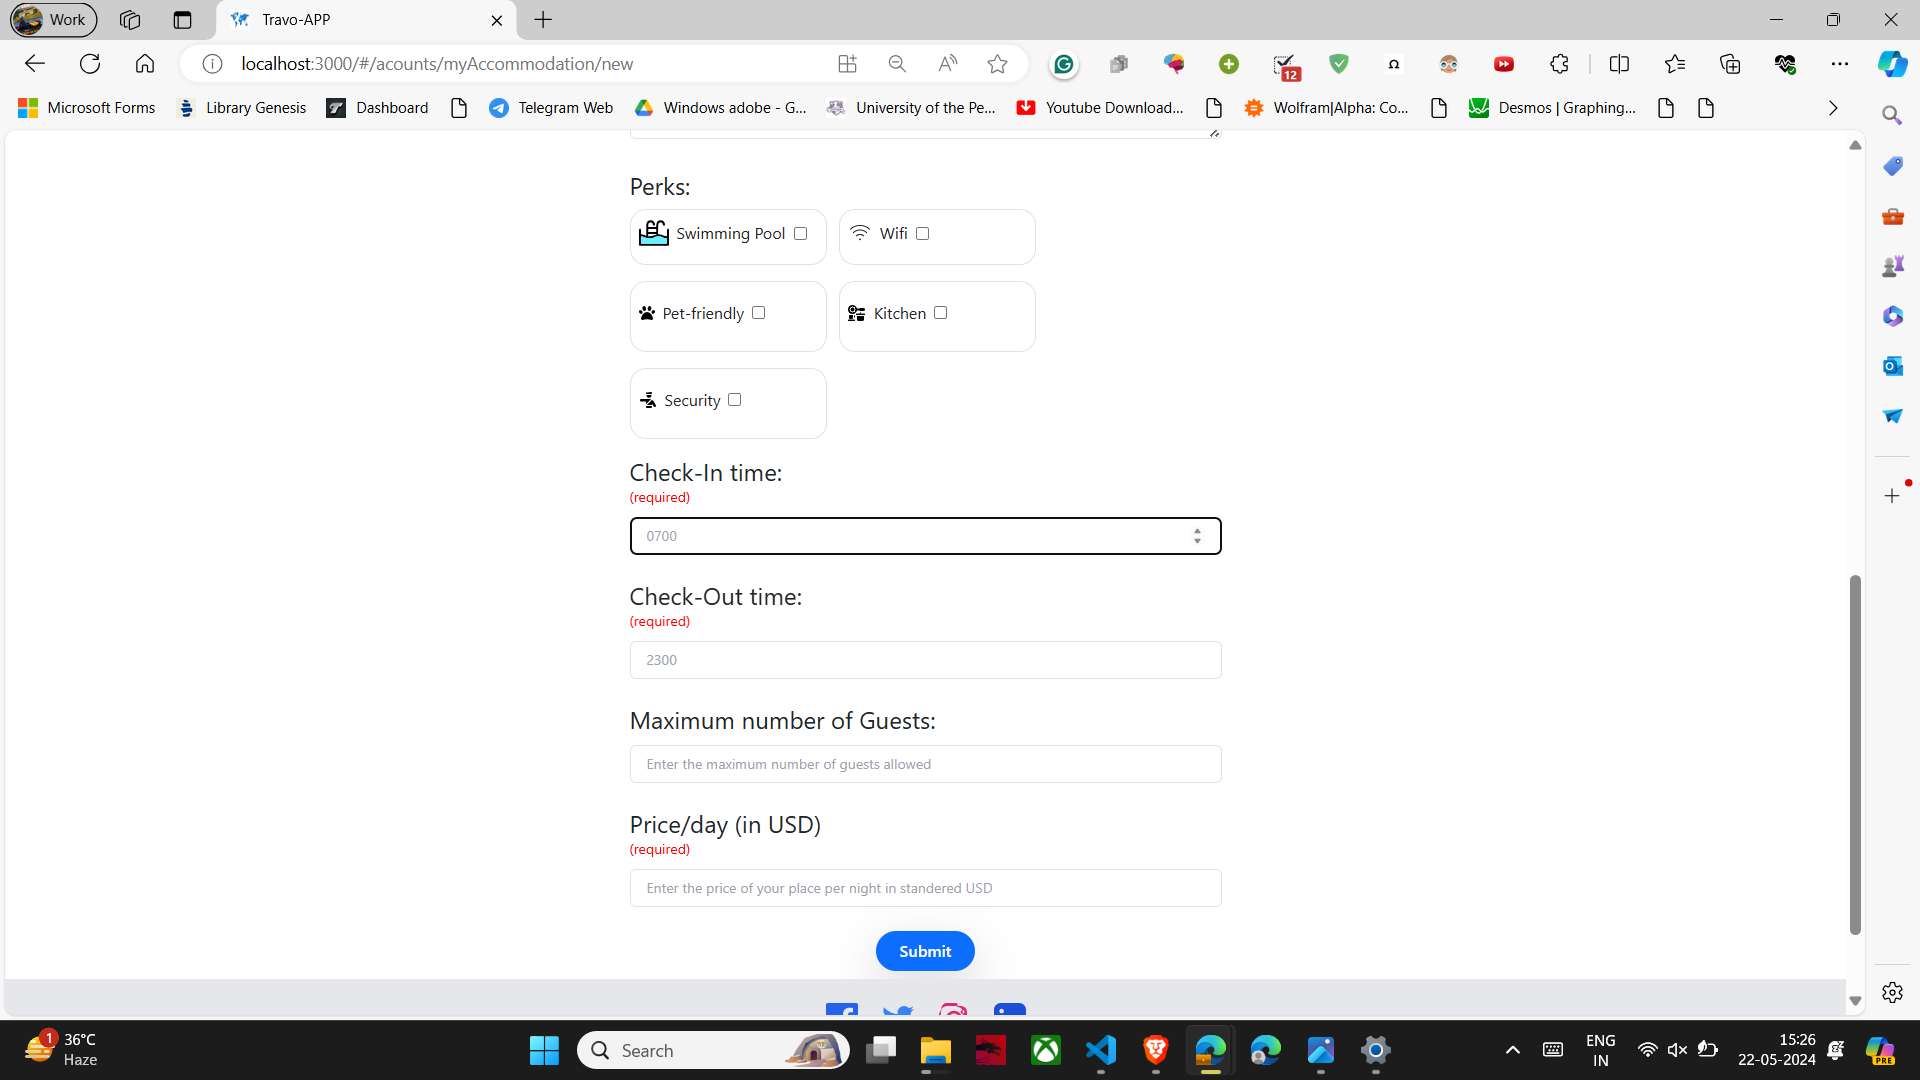 Work
Travo-APP
localhost:3000/#/acounts/myAccommodation/new
12
Microsoft Forms
Library Genesis
Dashboard
Telegram Web
Windows adobe - G...
University of the Pe...
Youtube Download...
Wolfram|Alpha: Co...
Desmos | Graphing...
Perks:
Swimming Pool
Wifi
Pet-friendly
Kitchen
Security
Check-In time:
(required)
0700
Check-Out time:
(required)
2300
Maximum number of Guests:
Enter the maximum number of guests allowed
Price/day (in USD)
(required)
Enter the price of your place per night in standered USD
Submit
1
36°C
Haze
Search
ENG
IN
15:26
22-05-2024
PRE